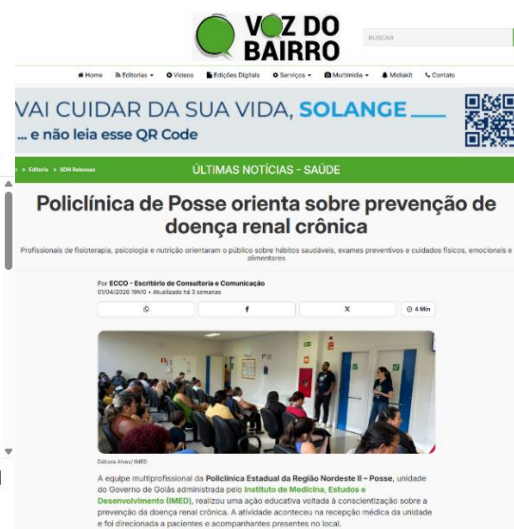 VOZ DO
BAIRRO
BUSCAR
Home Editorias Videos Edições Digitais Serviços Multimidia Midiakit Contato
VAI CUIDAR DA SUA VIDA, SOLANGE
... e não leia esse QR Code
Editoria SDN Releases
ÚLTIMAS NOTÍCIAS - SAÚDE
Policlínica de Posse orienta sobre prevenção de
doença renal crônica
Profissionais de fisioterapia, psicologia e nutrição orientaram o público sobre hábitos saudáveis, exames preventivos e cuidados físicos, emocionais e
alimentares
Por ECCO - Escritório de Consultoria e Comunicação
01/04/2026 19h10 • Atualizado há 3 semanas
4 Min
Débora Alves/ IMED
A equipe multiprofissional da Policlínica Estadual da Região Nordeste II – Posse, unidade
do Governo de Goiás administrada pelo Instituto de Medicina, Estudos e
Desenvolvimento (IMED), realizou uma ação educativa voltada à conscientização sobre a
prevenção da doença renal crônica. A atividade aconteceu na recepção médica da unidade
e foi direcionada a pacientes e acompanhantes presentes no local.